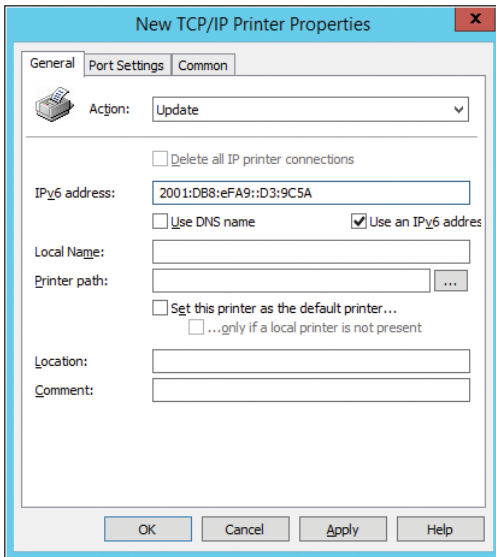 New TCP/IP Printer Properties
x
General Port Settings Common
Action: Update
Delete all IP printer connections
IPv6 address: 2001:DB8:eFA9::D3:9C5A
Use DNS name Use an IPv6 addres
Local Name:
Printer path: ...
Set this printer as the default printer...
...only if a local printer is not present
Location:
Comment:
OK Cancel Apply Help